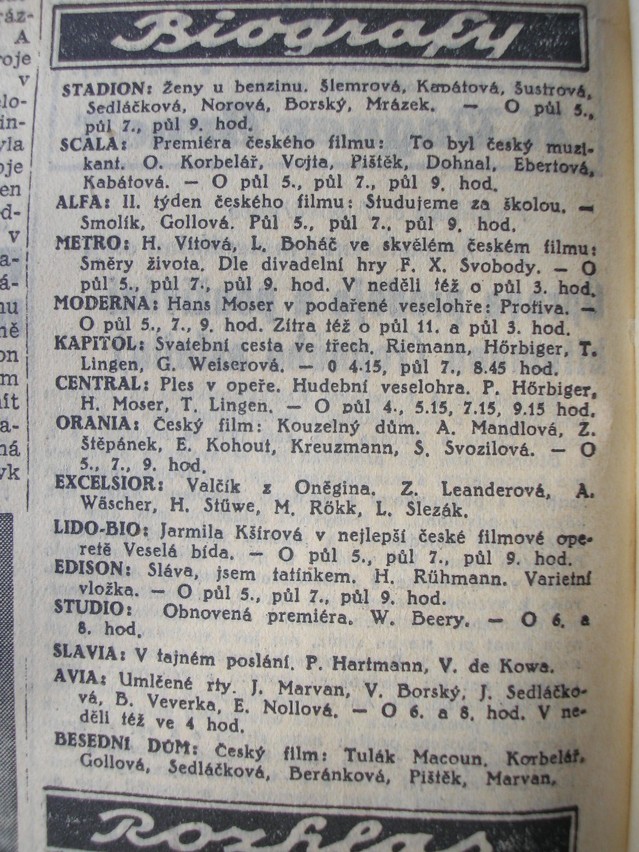 Biografy
STADION: Ženy u benzinu. Šlemrová, Kabátová, Šustrová,
Sedláčková, Norová, Borský, Mrázek. — O půl 5.,
půl 7., půl 9. hod.
SCALA: Premiéra českého filmu: To byl český muzi-
kant. O. Korbelář, Vojta, Pištěk, Dohnal, Ebertová,
Kabátová. — O půl 5., půl 7., půl 9. hod.
ALFA: II. týden českého filmu: Studujeme za školou. —
Smolík, Gollová. Půl 5., půl 7., půl 9. hod.
METRO: H. Vítová, L. Boháč ve skvělém českém filmu:
Směry života. Dle divadelní hry F. X. Svobody. — O
půl 5., půl 7., půl 9. hod. V neděli též o půl 3. hod.
MODERNA: Hans Moser v podařené veselohře: Protiva. —
O půl 5., 7., 9. hod. Zítra též o půl 11. a půl 3. hod.
KAPITOL: Svatební cesta ve třech. Riemann, Hörbiger, T.
Lingen, G. Weiserová. — 0 4.15, půl 7., 8.45 hod.
CENTRAL: Ples v opeře. Hudební veselohra. P. Hörbiger,
H. Moser, T. Lingen. — O půl 4., 5.15, 7.15, 9.15 hod.
ORANIA: Český film: Kouzelný dům. A. Mandlová, Z.
Štěpánek, E. Kohout, Kreuzmann, S. Svozilová. — O
5., 7., 9. hod.
EXCELSIOR: Valčík z Oněgina. Z. Leanderová, A.
Wäscher, H. Stüwe, M. Rökk, L. Slezák.
LIDO-BIO: Jarmila Kšírová v nejlepší české filmové ope-
retě Veselá bída. — O půl 5., půl 7., půl 9. hod.
EDISON: Sláva, jsem tatínkem. H. Rühmann. Varietní
vložka. — O půl 5., půl 7., půl 9. hod.
STUDIO: Obnovená premiéra. W. Beery. — O 6. a
8. hod.
SLAVIA: V tajném poslání. P. Hartmann, V. de Kowa.
AVIA: Umlčené rty. J. Marvan, V. Borský, J. Sedláčko-
vá, B. Veverka, E. Nollová. — O 6. a 8. hod. V ne-
děli též ve 4 hod.
BESEDNÍ DŮM: Český film: Tulák Macoun. Korbelář,
Gollová, Sedláčková, Beránková, Pištěk, Marvan.
Rozhlas